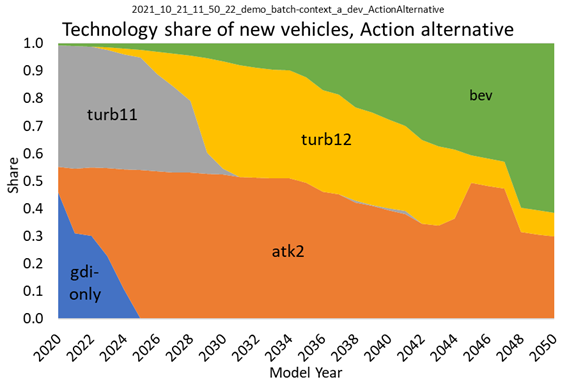 2021_10_21_11_50_22_demo_batch-context_a_dev_ActionAlternative
Technology share of new vehicles, Action alternative
1.0
0.9
0.8
0.7
0.6
0.5
0.4
0.3
0.2
0.1
0.0
Share
bev
turb11
turb12
atk2
gdi-
only
2020
2022
2024
2026
2028
2030
2032
2034
2036
2038
2040
2042
2044
2046
2048
2050
Model Year